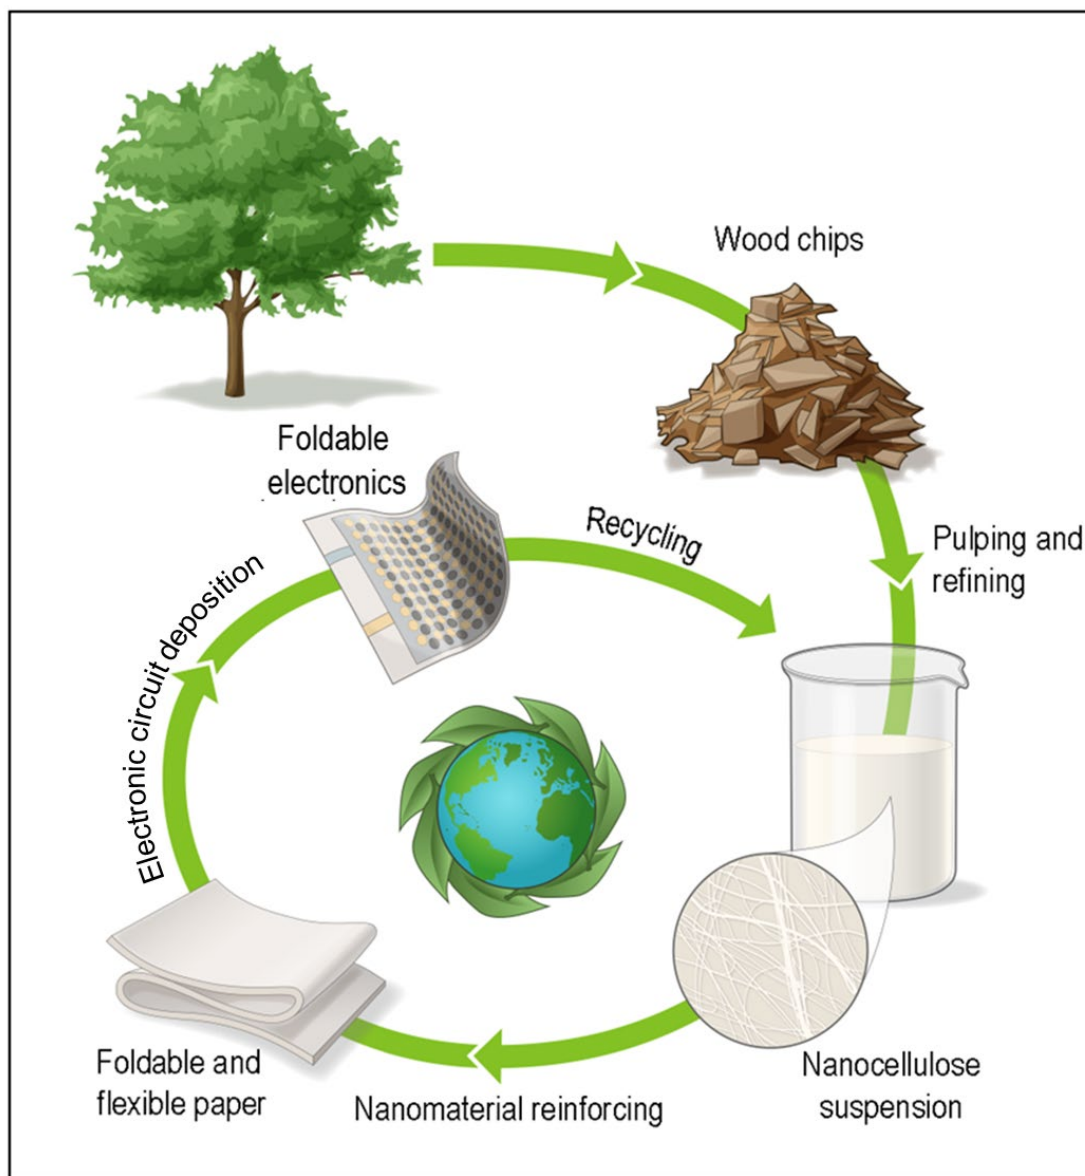 Wood chips
Pulping and
refining
Nanocellulose
suspension
Nanomaterial reinforcing
Foldable and
flexible paper
Electronic circuit deposition
Foldable
electronics
Recycling